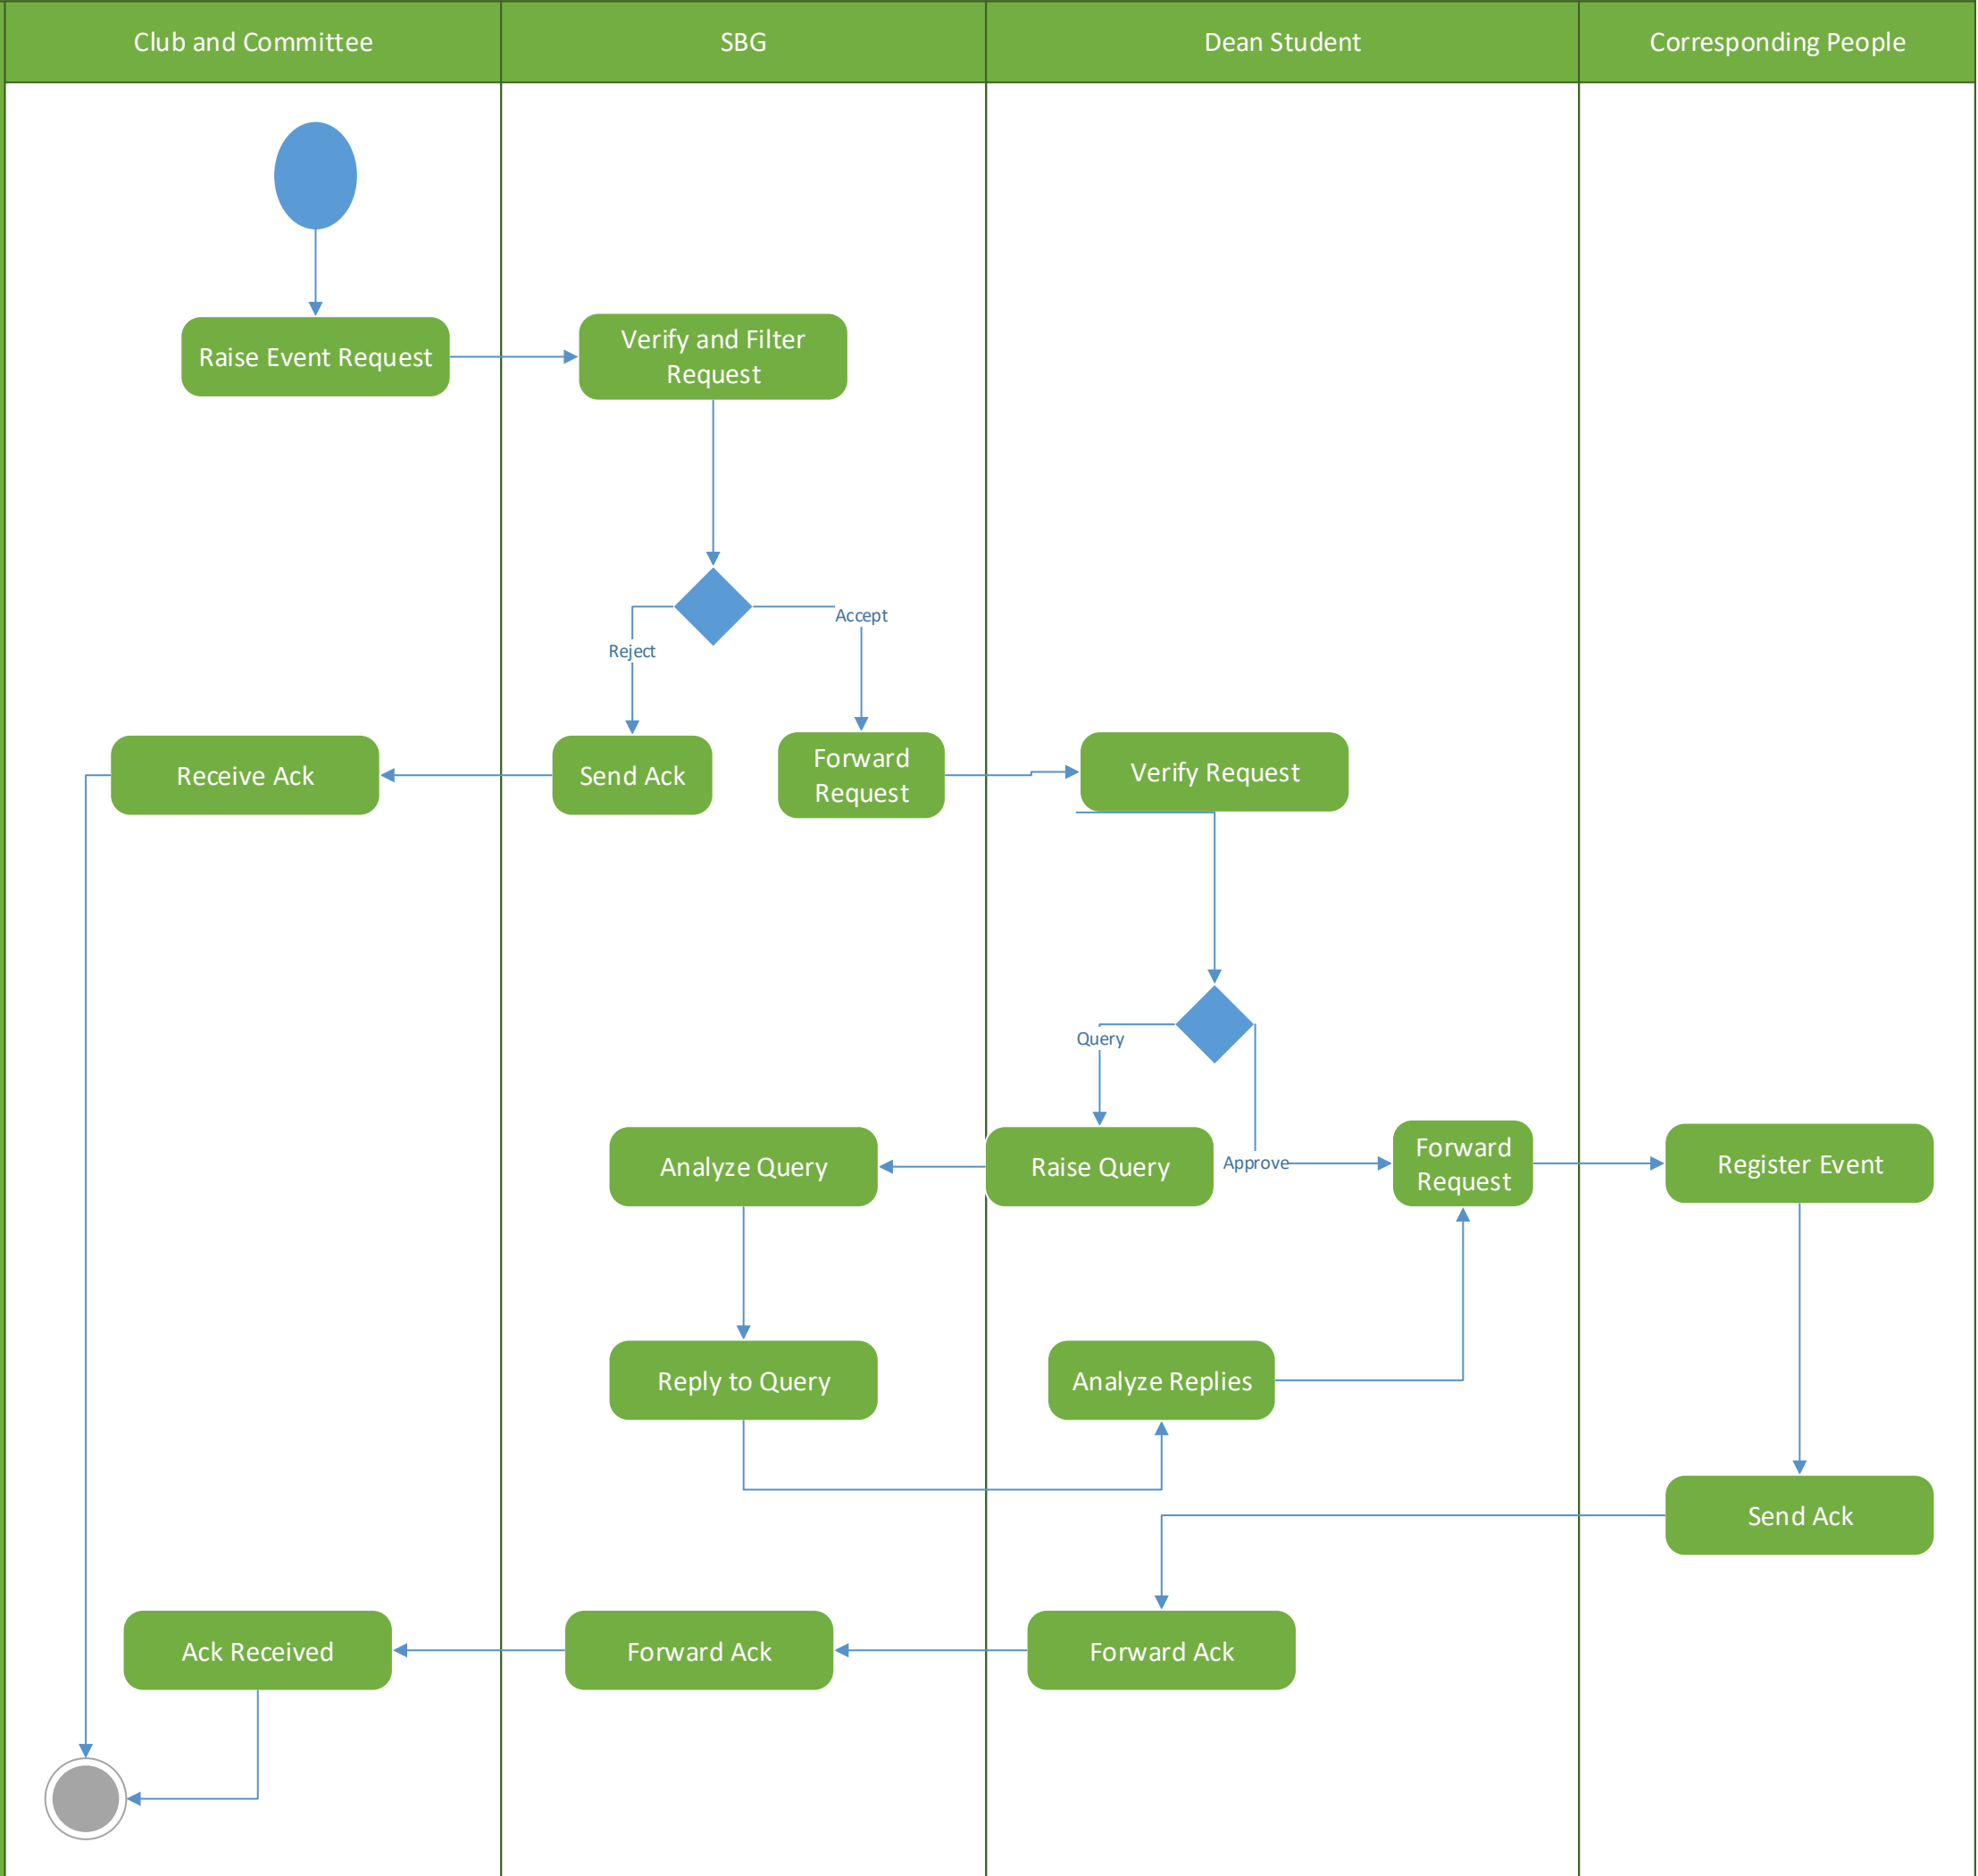 Club and Committee
SBG
Dean Student
Corresponding People
Raise Event Request
Verify and Filter
Request
Accept
Reject
Receive Ack
Send Ack
Forward
Request
Verify Request
Query
Analyze Query
Raise Query
Approve
Forward
Request
Register Event
Reply to Query
Analyze Replies
Send Ack
Ack Received
Forward Ack
Forward Ack